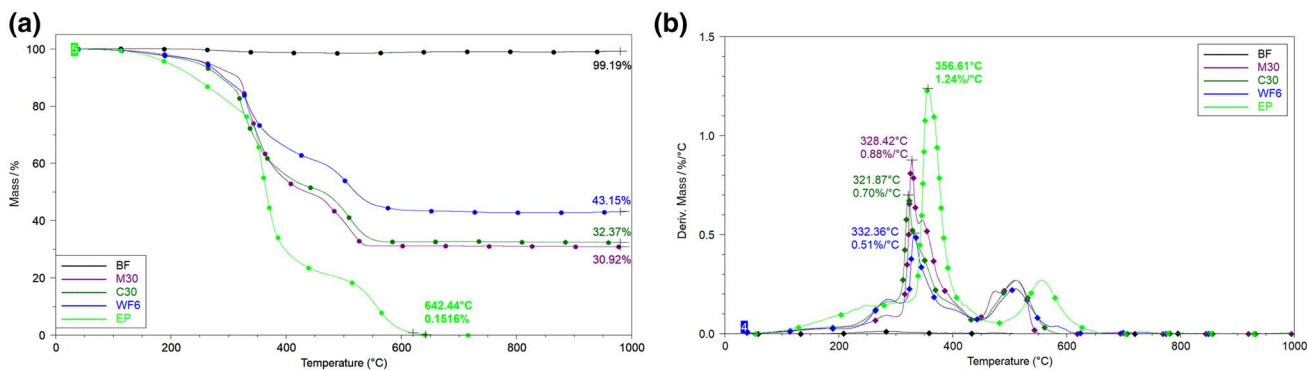 (a)
100
80
60
40
20
0
Mass / %
5
99.19%
43.15%
32.37%
30.92%
642.44°C
0.1516%
BF
M30
C30
WF6
EP
0 200 400 600 800 1000
Temperature (°C)
(b)
1.5
1.0
0.5
0.0
Deriv. Mass / %/°C
4
356.61°C
1.24%/°C
328.42°C
0.88%/°C
321.87°C
0.70%/°C
332.36°C
0.51%/°C
BF
M30
C30
WF6
EP
0 200 400 600 800 1000
Temperature (°C)